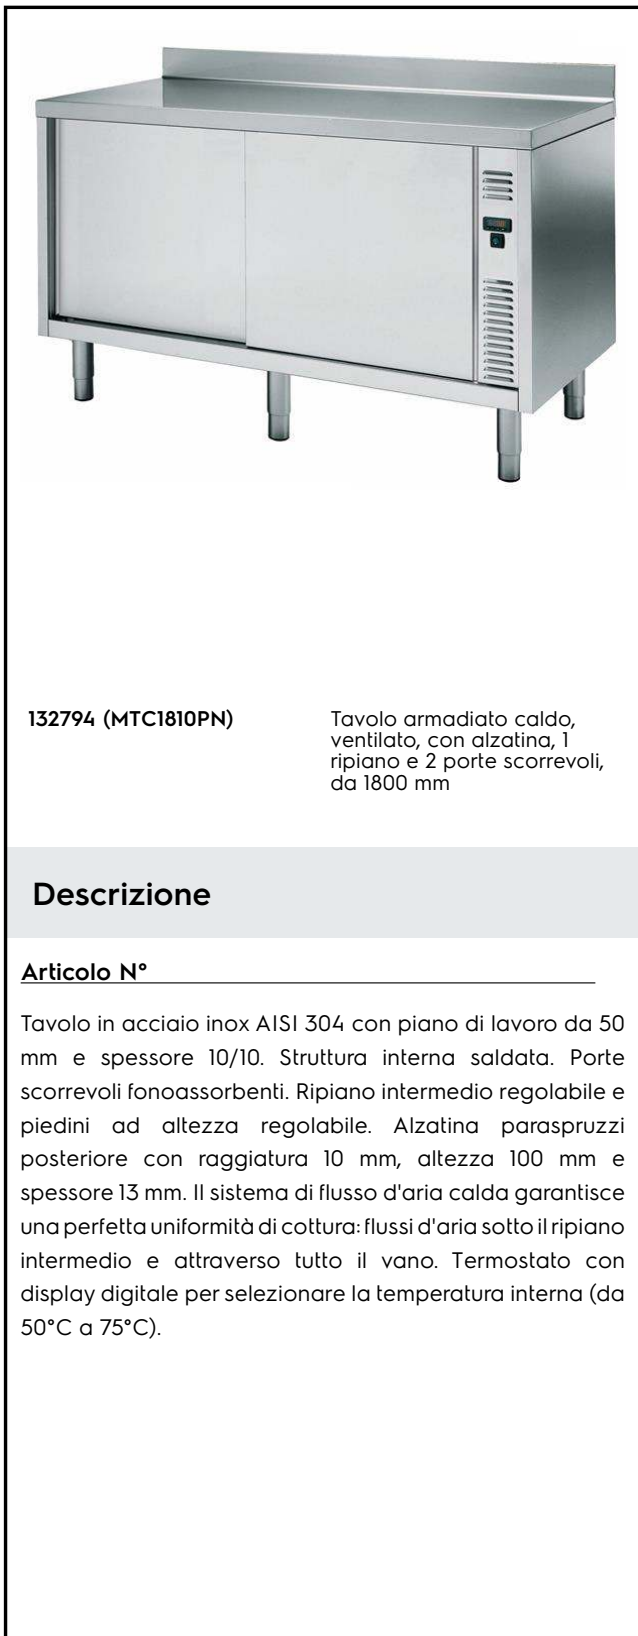 132794 (MTC1810PN)
Tavolo armadiato caldo,
ventilato, con alzatina, 1
ripiano e 2 porte scorrevoli,
da 1800 mm
Descrizione
Articolo N°
Tavolo in acciaio inox AISI 304 con piano di lavoro da 50
mm e spessore 10/10. Struttura interna saldata. Porte
scorrevoli fonoassorbenti. Ripiano intermedio regolabile e
piedini ad altezza regolabile. Alzatina paraspruzzi
posteriore con raggiatura 10 mm, altezza 100 mm e
spessore 13 mm. Il sistema di flusso d'aria calda garantisce
una perfetta uniformità di cottura: flussi d'aria sotto il ripiano
intermedio e attraverso tutto il vano. Termostato con
display digitale per selezionare la temperatura interna (da
50°C a 75°C).